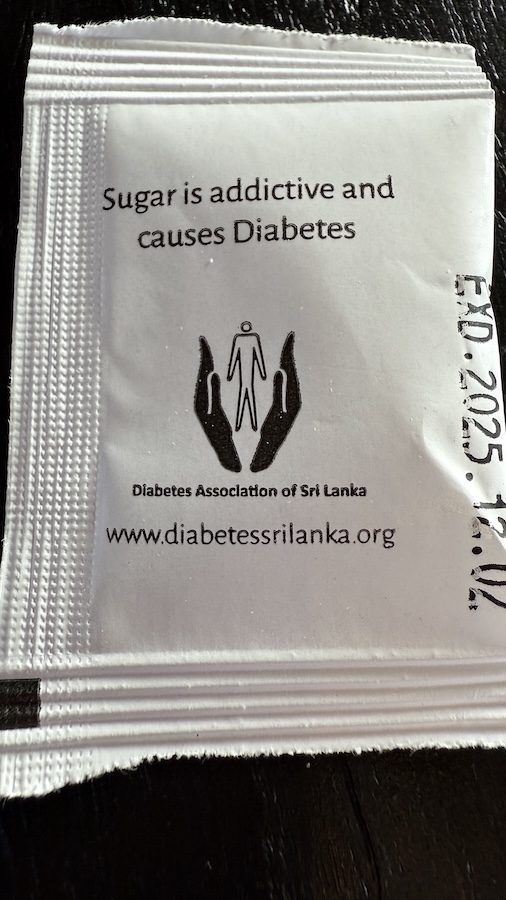 Sugar is addictive and
causes Diabetes
Diabetes Association of Sri Lanka
www.diabetessrilanka.org
EXD.2025.12.02